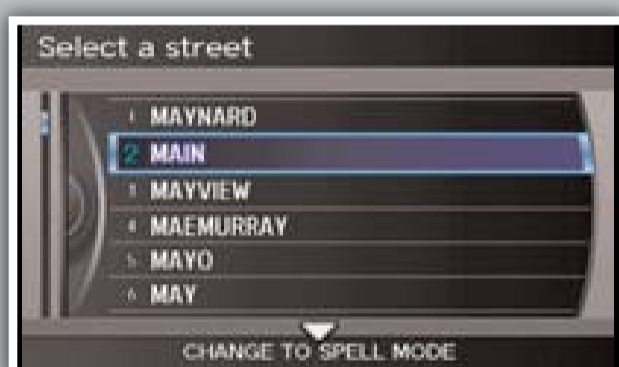 Select a street
1 MAYNARD
2 MAIN
3 MAYVIEW
4 MAEMURRAY
5 MAYO
6 MAY
CHANGE TO SPELL MODE